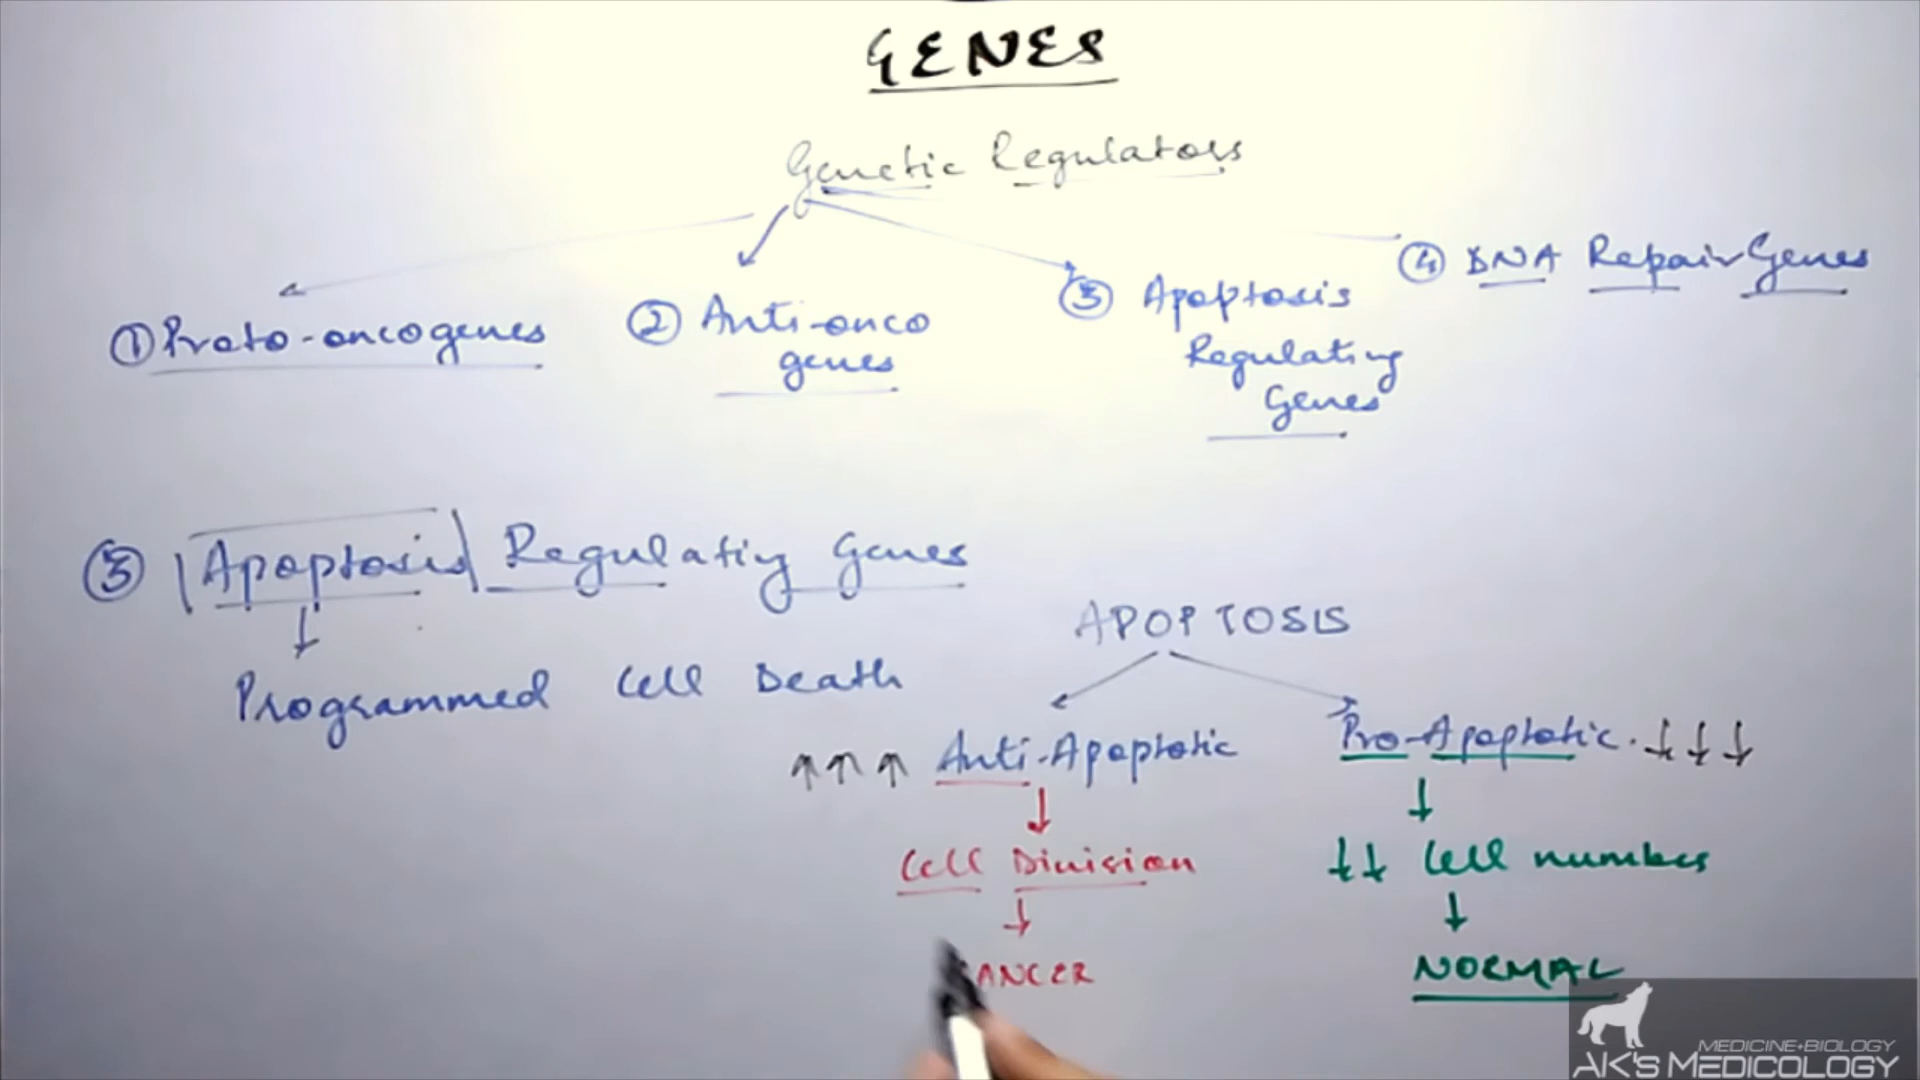 GENES
Genetic Regulators
① Proto-oncogenes
② Anti-onco
genes
③ Apoptosis
Regulating
Genes
④ DNA Repair Genes
③ Apoptosis Regulating Genes
↓
Programmed Cell Death
APOPTOSIS
↑↑↑ Anti-Apoptotic
↓
Cell Division
↓
CANCER
Pro-Apoptotic. ↓↓↓
↓
↓↓ Cell number
↓
NORMAL
MEDICINE+BIOLOGY
AK'S MEDICOLOGY